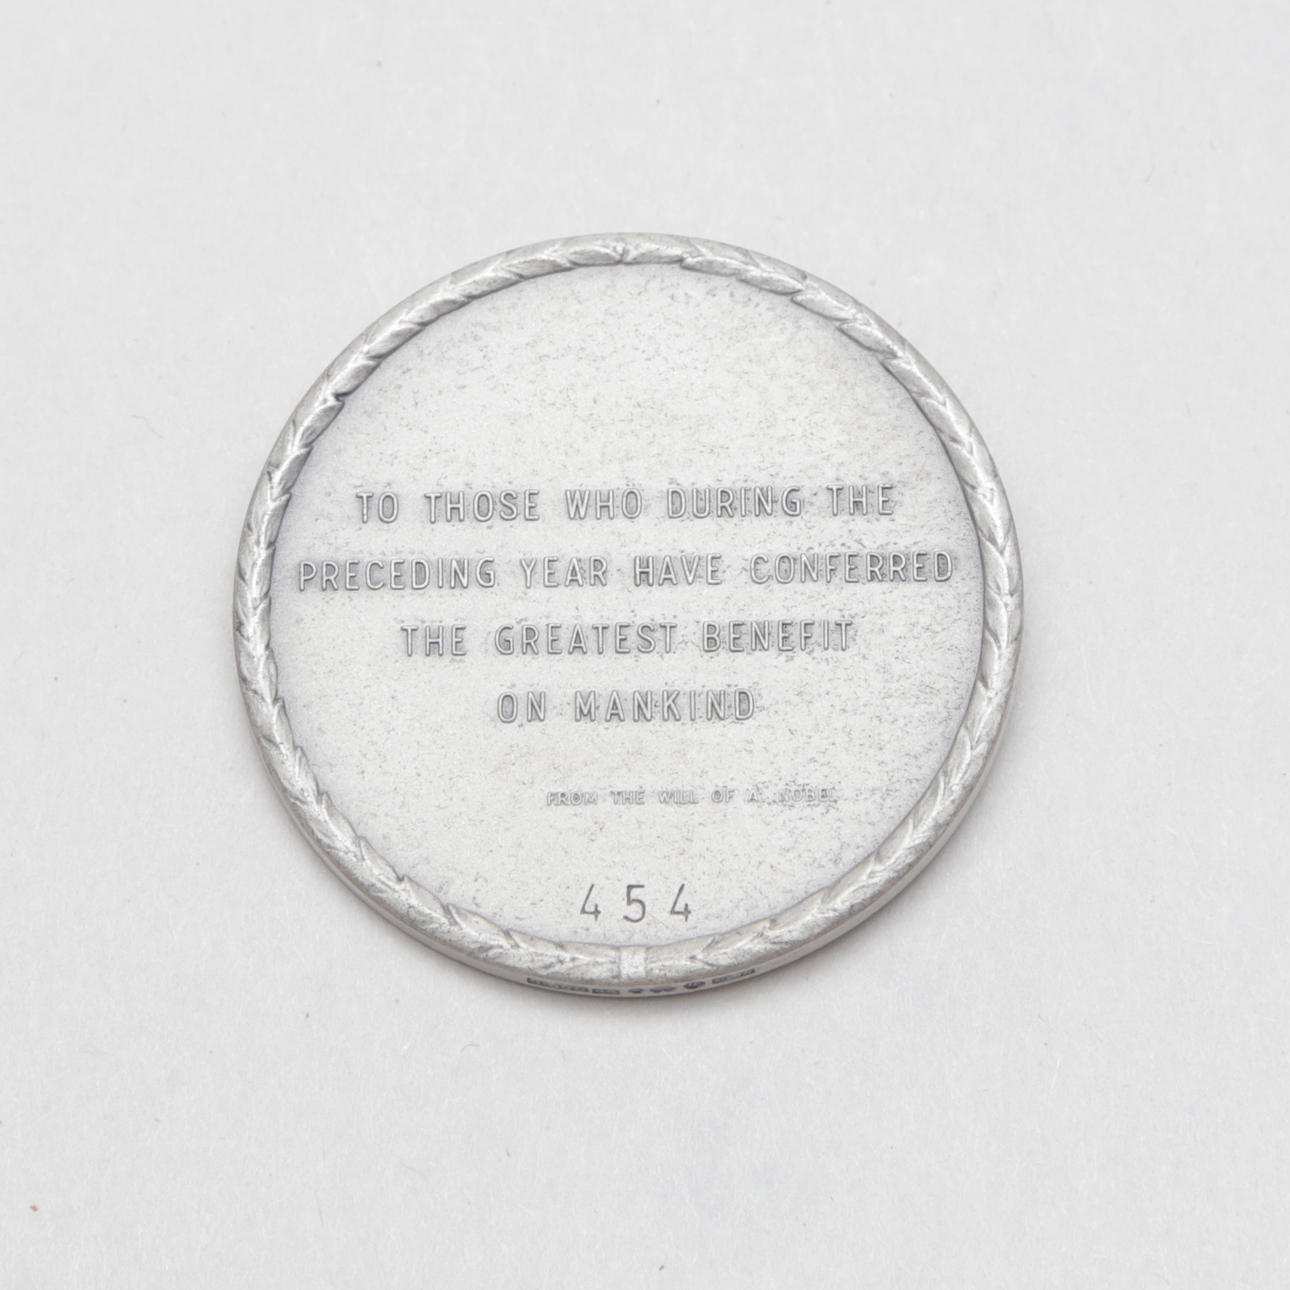 TO THOSE WHO DURING THE
PRECEDING YEAR HAVE CONFERRED
THE GREATEST BENEFIT
ON MANKIND
FROM THE WILL OF A. NOBEL
454